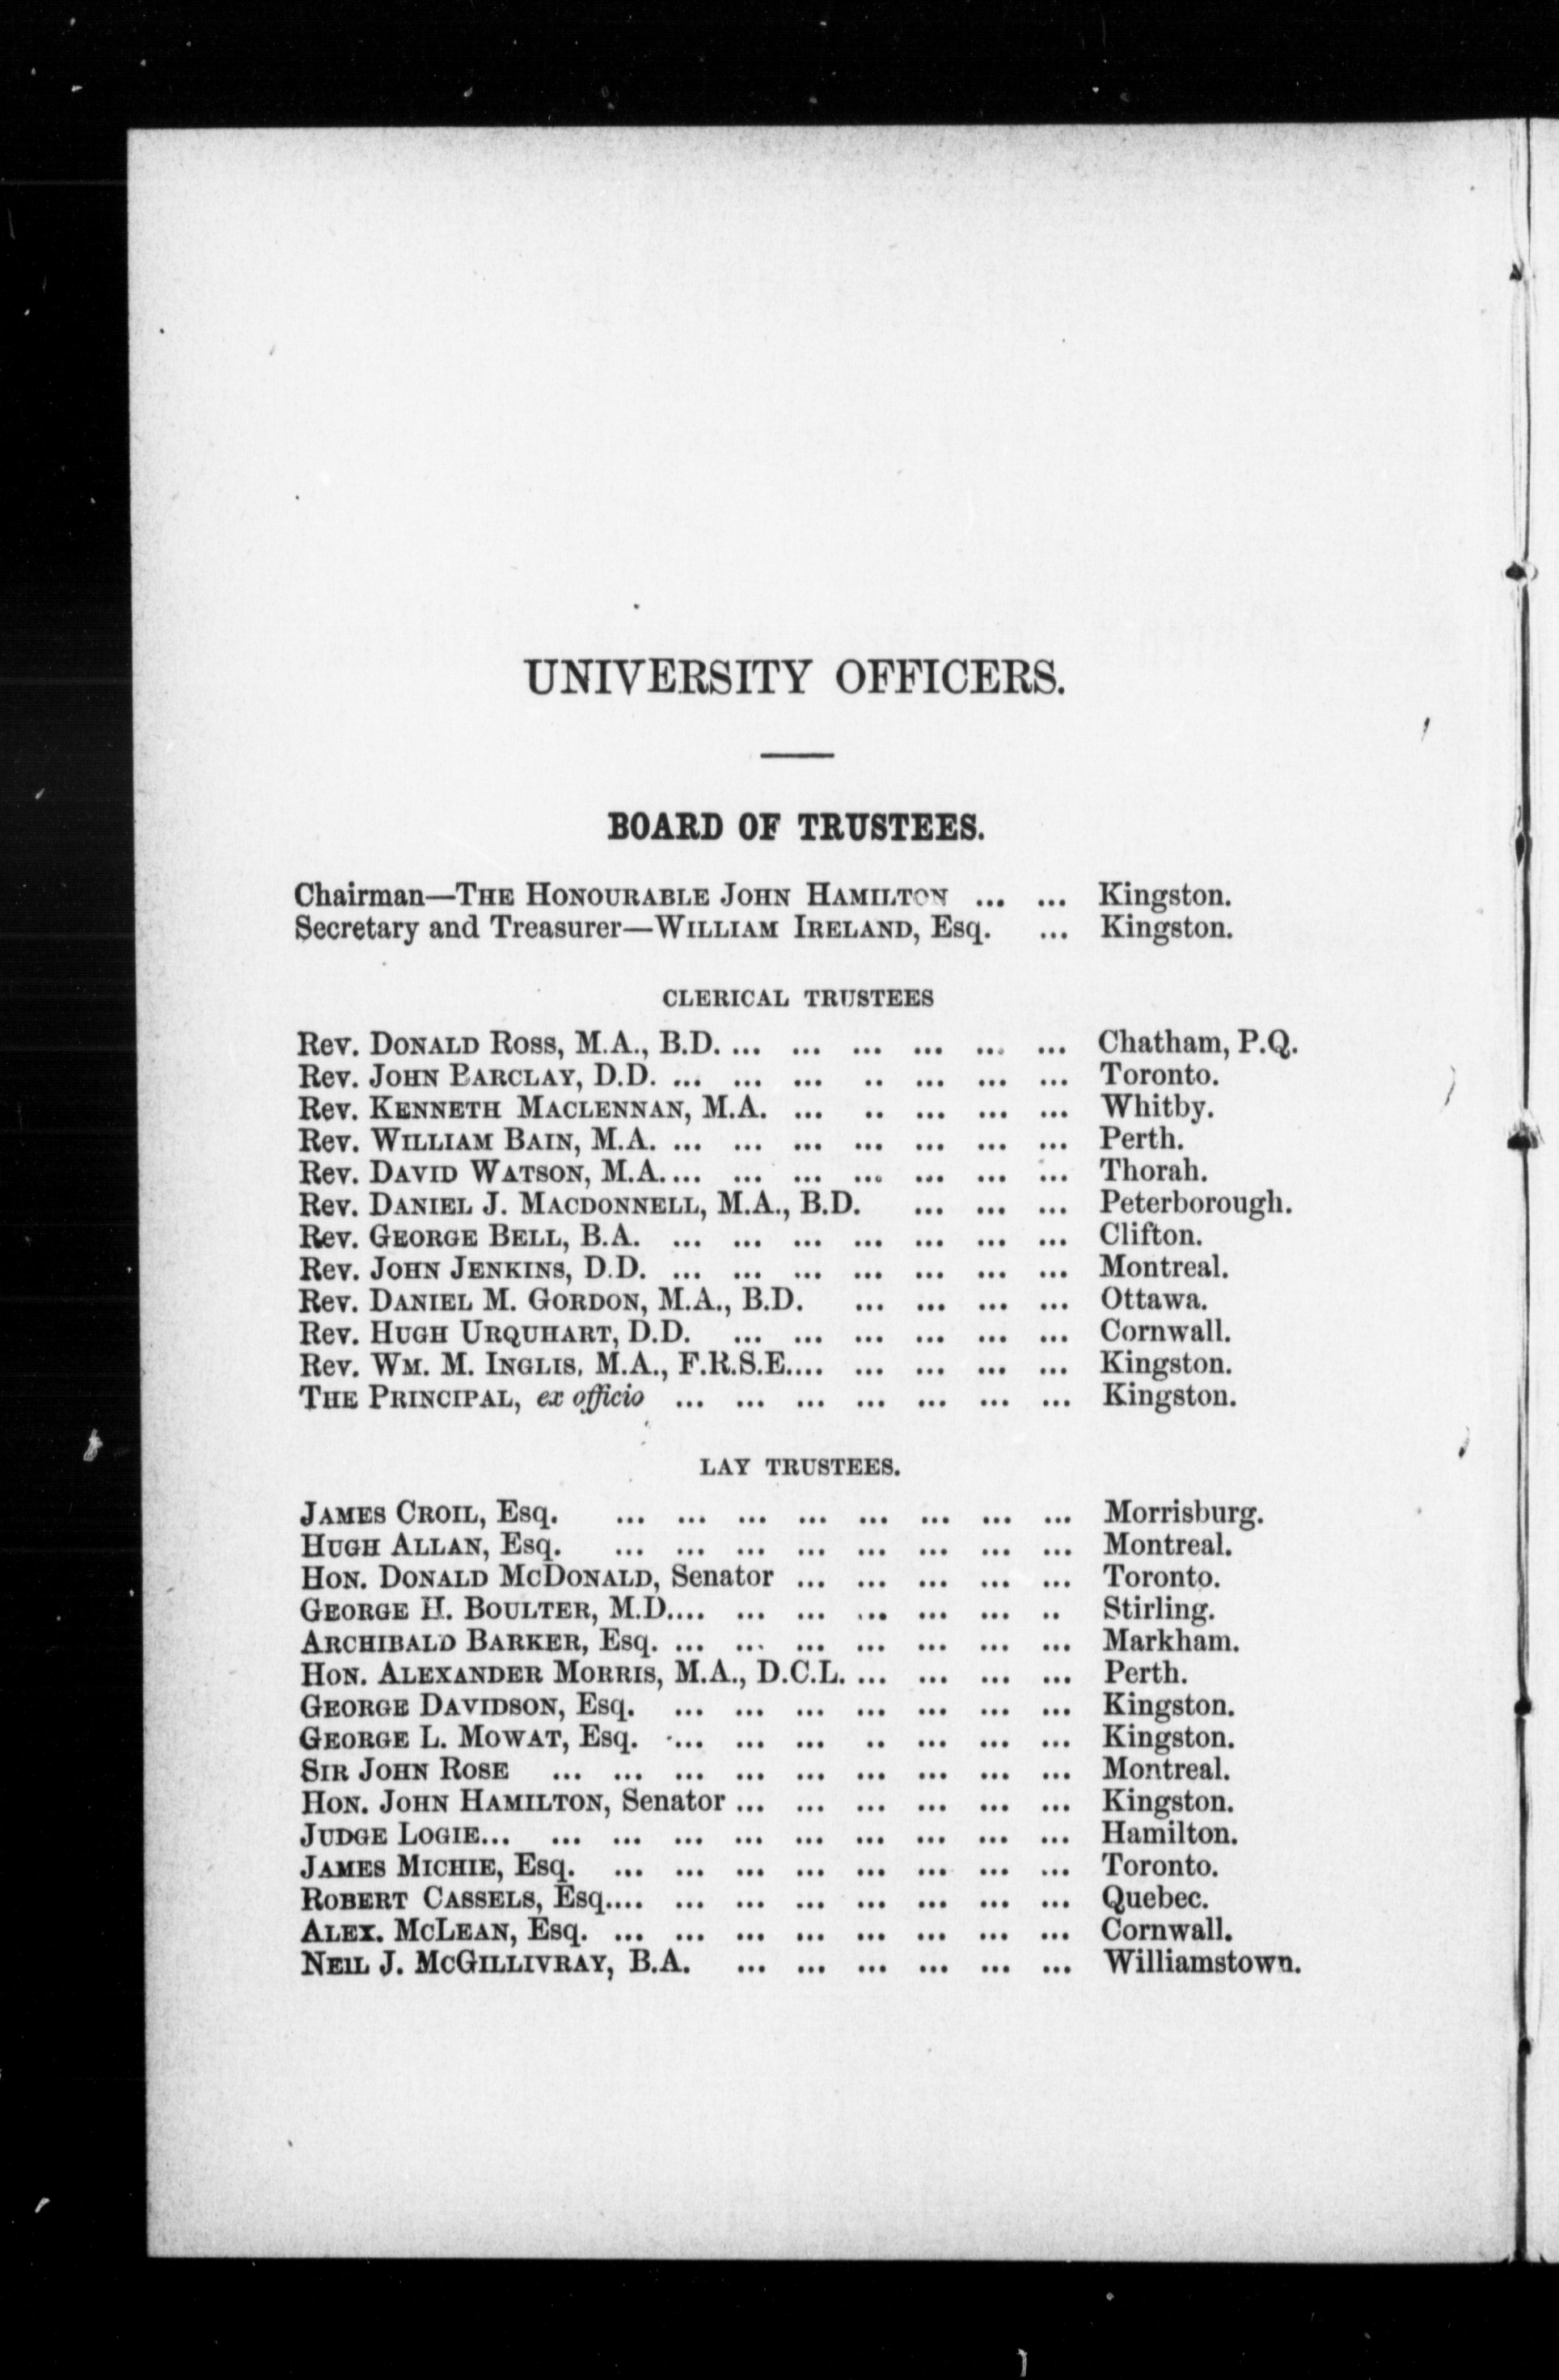 UNIVERSITY OFFICERS.
BOARD OF TRUSTEES.
Chairman—THE HONOURABLE JOHN HAMILTON ... ... Kingston.
Secretary and Treasurer—WILLIAM IRELAND, Esq. ... Kingston.
CLERICAL TRUSTEES
Rev. DONALD ROSS, M.A., B.D. ... ... ... ... ... ... Chatham, P.Q.
Rev. JOHN BARCLAY, D.D. ... ... ... .. ... ... ... Toronto.
Rev. KENNETH MACLENNAN, M.A. ... .. ... ... ... Whitby.
Rev. WILLIAM BAIN, M.A. ... ... ... ... ... ... ... Perth.
Rev. DAVID WATSON, M.A.... ... ... ... ... ... ... Thorah.
Rev. DANIEL J. MACDONNELL, M.A., B.D. ... ... ... Peterborough.
Rev. GEORGE BELL, B.A. ... ... ... ... ... ... ... Clifton.
Rev. JOHN JENKINS, D.D. ... ... ... ... ... ... ... Montreal.
Rev. DANIEL M. GORDON, M.A., B.D. ... ... ... ... Ottawa.
Rev. HUGH URQUHART, D.D. ... ... ... ... ... ... Cornwall.
Rev. WM. M. INGLIS, M.A., F.R.S.E.... ... ... ... ... Kingston.
THE PRINCIPAL, ex officio ... ... ... ... ... ... ... Kingston.
LAY TRUSTEES.
JAMES CROIL, Esq. ... ... ... ... ... ... ... ... Morrisburg.
HUGH ALLAN, Esq. ... ... ... ... ... ... ... ... Montreal.
HON. DONALD MCDONALD, Senator ... ... ... ... ... Toronto.
GEORGE H. BOULTER, M.D.... ... ... ... ... ... .. Stirling.
ARCHIBALD BARKER, Esq. ... ... ... ... ... ... ... Markham.
HON. ALEXANDER MORRIS, M.A., D.C.L. ... ... ... ... Perth.
GEORGE DAVIDSON, Esq. ... ... ... ... ... ... ... Kingston.
GEORGE L. MOWAT, Esq. ... ... ... .. ... ... ... Kingston.
SIR JOHN ROSE ... ... ... ... ... ... ... ... ... Montreal.
HON. JOHN HAMILTON, Senator ... ... ... ... ... ... Kingston.
JUDGE LOGIE... ... ... ... ... ... ... ... ... ... Hamilton.
JAMES MICHIE, Esq. ... ... ... ... ... ... ... ... Toronto.
ROBERT CASSELS, Esq.... ... ... ... ... ... ... ... Quebec.
ALEX. MCLEAN, Esq. ... ... ... ... ... ... ... ... Cornwall.
NEIL J. MCGILLIVRAY, B.A. ... ... ... ... ... ... Williamstown.